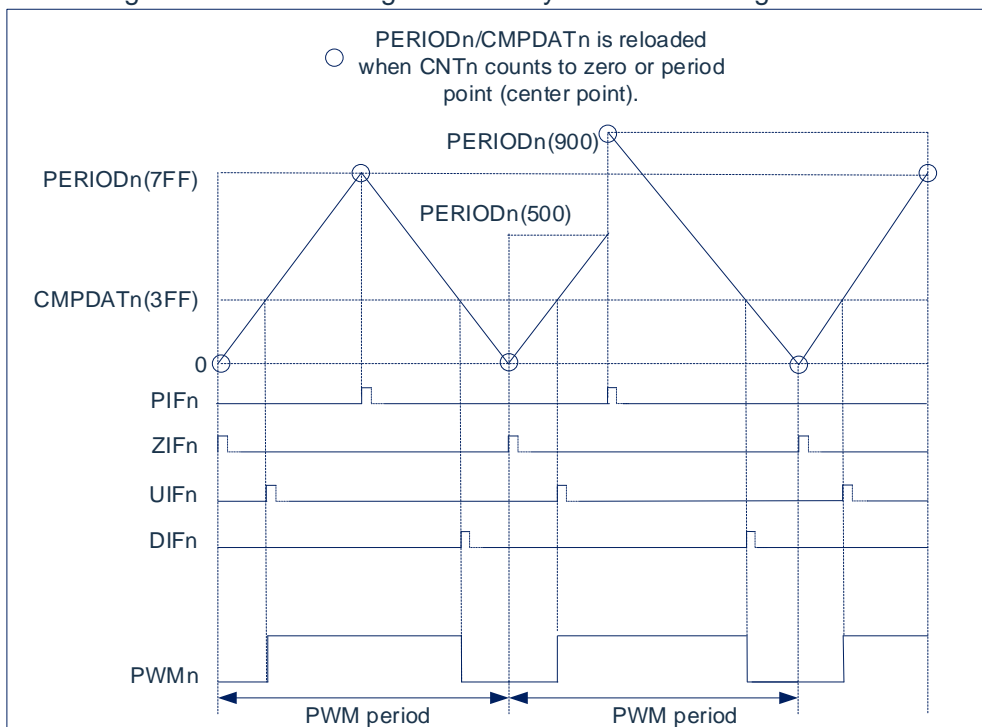 PERIODn/CMPDATn is reloaded
when CNTn counts to zero or period
point (center point).
PERIODn(900)
PERIODn(7FF)
PERIODn(500)
CMPDATn(3FF)
0
PIFn
ZIFn
UIFn
DIFn
PWMn
PWM period
PWM period